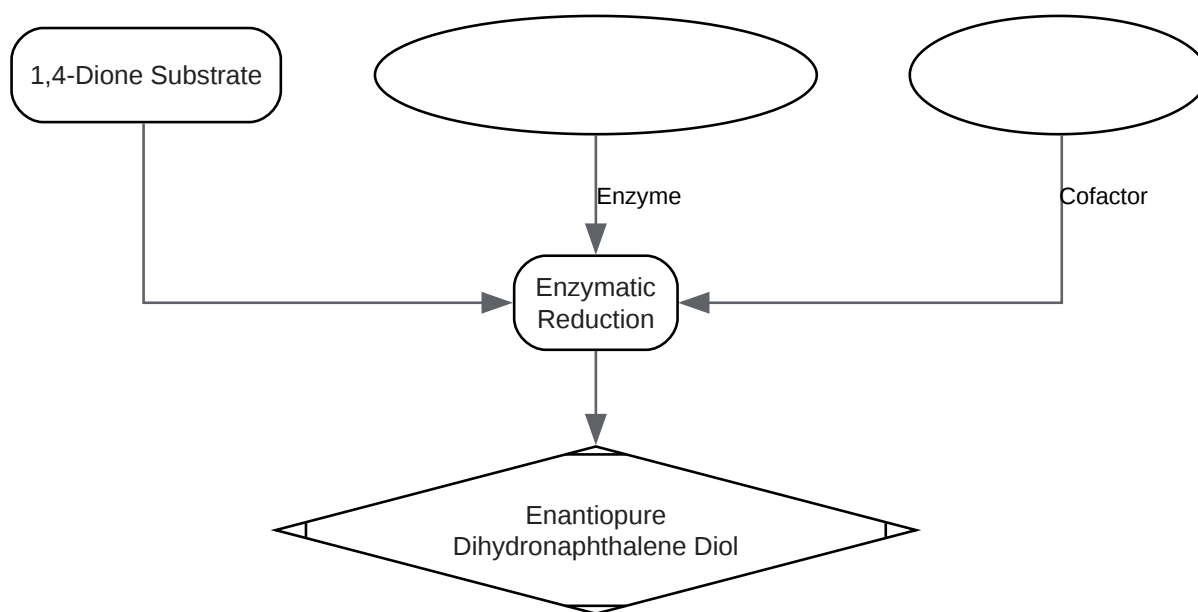 1,4-Dione Substrate
Enzyme
Cofactor
Enzymatic
Reduction
Enantiopure
Dihydronaphthalene Diol